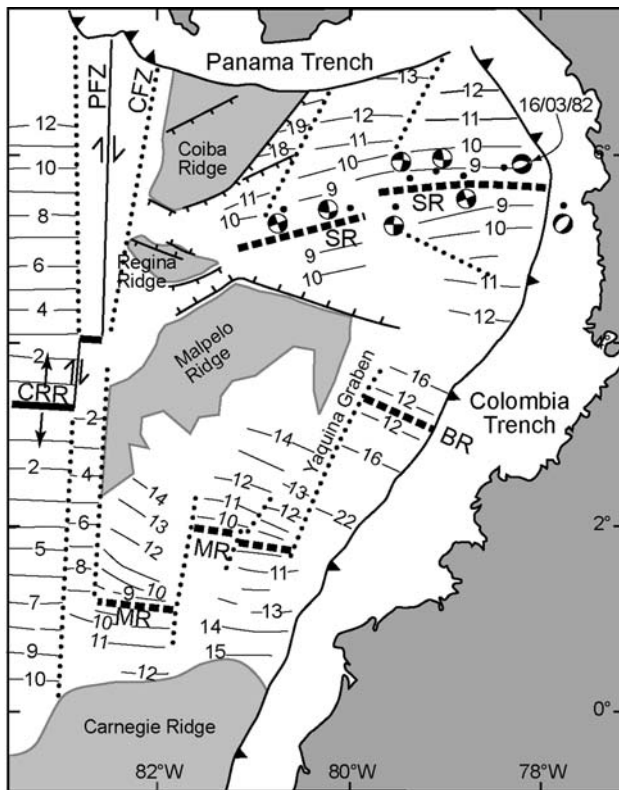 Panama Trench
PFZ
CFZ
13
16/03/82
12
12
19
12
11
11
10
Coiba
Ridge
18
10
10
6°
9
8
11
10
9
9
SR
SR
10
6
Regina
Ridge
9
10
11
4
12
2
Malpelo
Ridge
16
CRR
Yaquina Graben
12
12
Colombia
Trench
2
14
BR
16
2
4
14
12
13
13
11
12
22
6
10
2°
5
12
MR
11
8
9
10
7
MR
10
13
11
14
9
15
12
10
Carnegie Ridge
0°
82°W
80°W
78°W